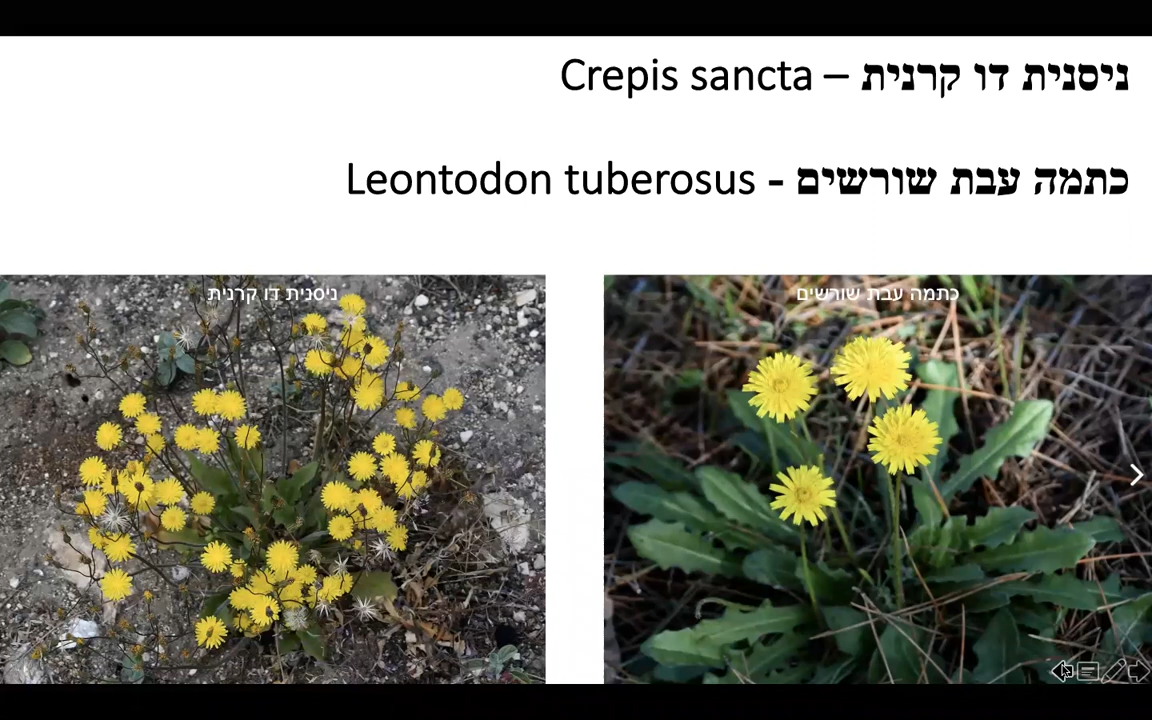 ניסנית דו קרנית – Crepis sancta
כתמה עבת שורשים - Leontodon tuberosus
ניסנית דו קרנית
כתמה עבת שורשים